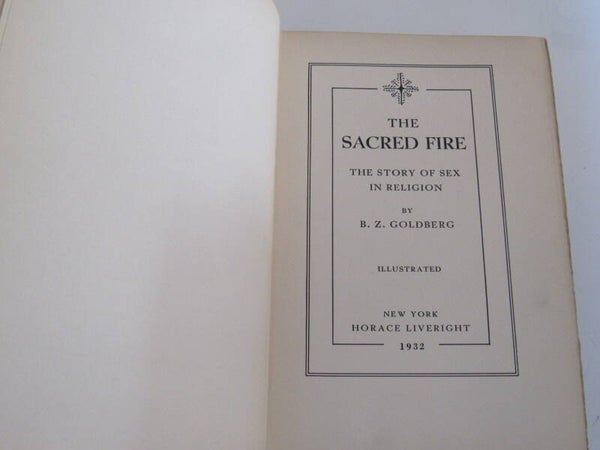 THE
SACRED FIRE
THE STORY OF SEX
IN RELIGION
BY
B. Z. GOLDBERG
ILLUSTRATED
NEW YORK
HORACE LIVERIGHT
1932